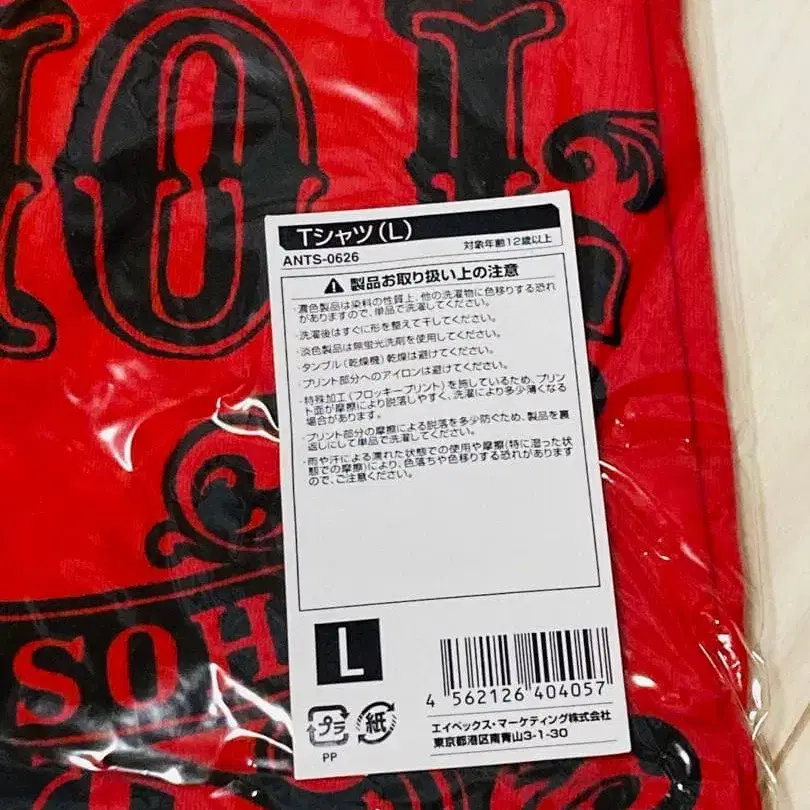 OL
SOH
Tシャツ(L)
対象年齢12歳以上
ANTS-0626
製品お取り扱い上の注意
・濃色製品は染料の性質上、他の洗濯物に色移りする恐れ
がありますので、単品で洗濯してください。
・洗濯後はすぐに形を整えて干してください。
・淡色製品は無蛍光洗剤を使用してください。
・タンブル(乾燥機)乾燥は避けてください。
・プリント部分へのアイロンは避けてください。
・特殊加工(フロッキープリント)を施しているため、プリン
ト面が摩擦により脱落しやすく、洗濯により多少薄くなる
場合があります。
・プリント部分の摩擦による脱落を多少防ぐため、製品を裏
返しにして単品で洗濯してください。
・雨や汗による濡れた状態での使用や摩擦(特に湿った状
態での摩擦)により、色落ちや色移りする恐れがあります
ので、ご注意ください。
L
4 562126 404057
プラ
紙
PP
エイベックス・マーケティング株式会社
東京都港区南青山3-1-30